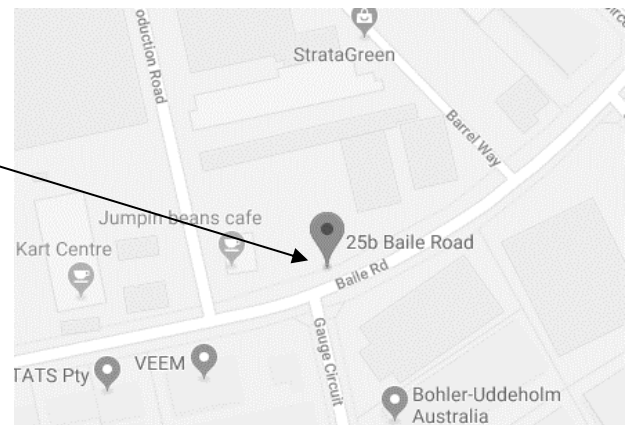 oduction Road
StrataGreen
Circu
Barrel Way
Jumpin beans cafe
Kart Centre
25b Baile Road
Baile Rd
Gauge Circuit
TATS Pty
VEEM
Bohler-Uddeholm
Australia